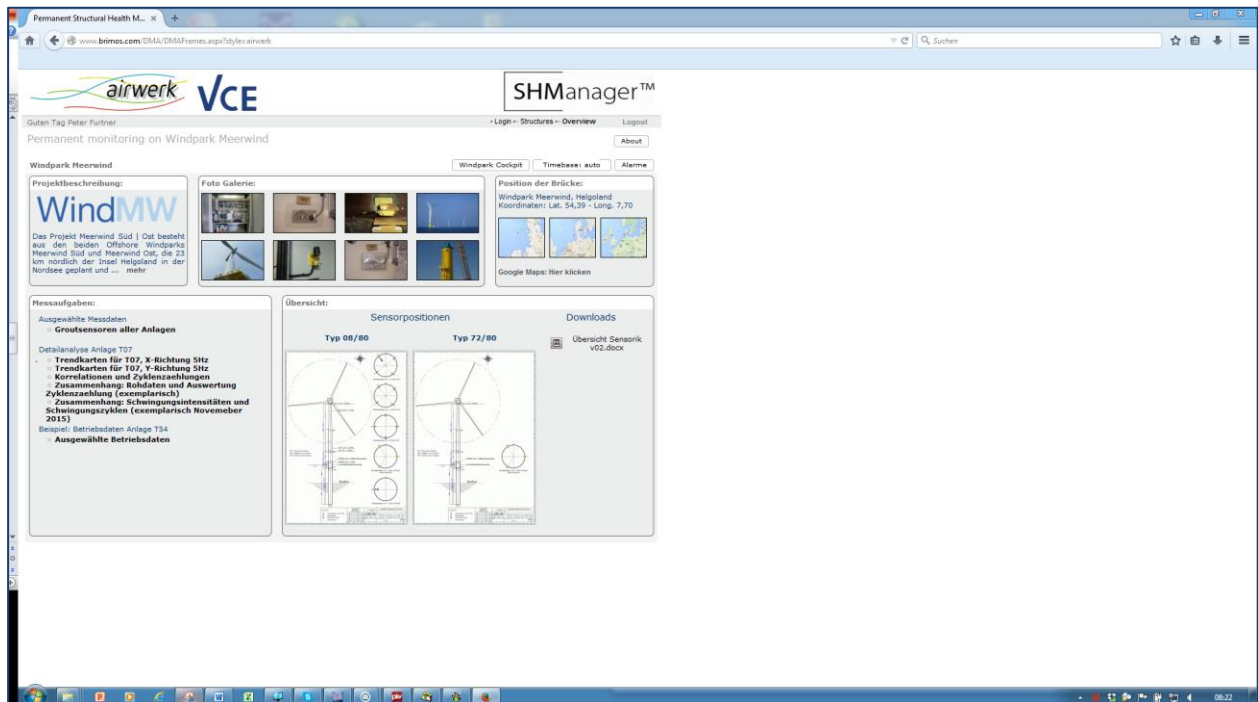 Permanent Structural Health M...
www.brimos.com/DMA/DMAFrames.aspx?style=airwerk
Suchen
airwerk VCE
SHManager™
Guten Tag Peter Furtner
Login -- Structures -- Overview
Logout
Permanent monitoring on Windpark Meerwind
About
Windpark Meerwind
Windpark Cockpit
Timebase: auto
Alarme
Projektbeschreibung:
WindMW
Das Projekt Meerwind Süd | Ost besteht
aus den beiden Offshore Windparks
Meerwind Süd und Meerwind Ost, die 23
km nördlich der Insel Helgoland in der
Nordsee geplant und ... mehr
Foto Galerie:
Position der Brücke:
Windpark Meerwind, Helgoland
Koordinaten: Lat. 54,39 - Long. 7,70
Google Maps: Hier klicken
Messaufgaben:
Ausgewählte Messdaten
Groutsensoren aller Anlagen
Detailanalyse Anlage T07
Trendkarten für T07, X-Richtung 5Hz
Trendkarten für T07, Y-Richtung 5Hz
Korrelationen und Zyklenzaehlungen
Zusammenhang: Rohdaten und Auswertung
Zyklenzaehlung (exemplarisch)
Zusammenhang: Schwingungsintensitäten und
Schwingungszyklen (exemplarisch Novemeber
2015)
Beispiel: Betriebsdaten Anlage T54
Ausgewählte Betriebsdaten
Übersicht:
Sensorpositionen
Typ 08/80
Typ 72/80
Downloads
Übersicht Sensorik
v02.docx
08:22